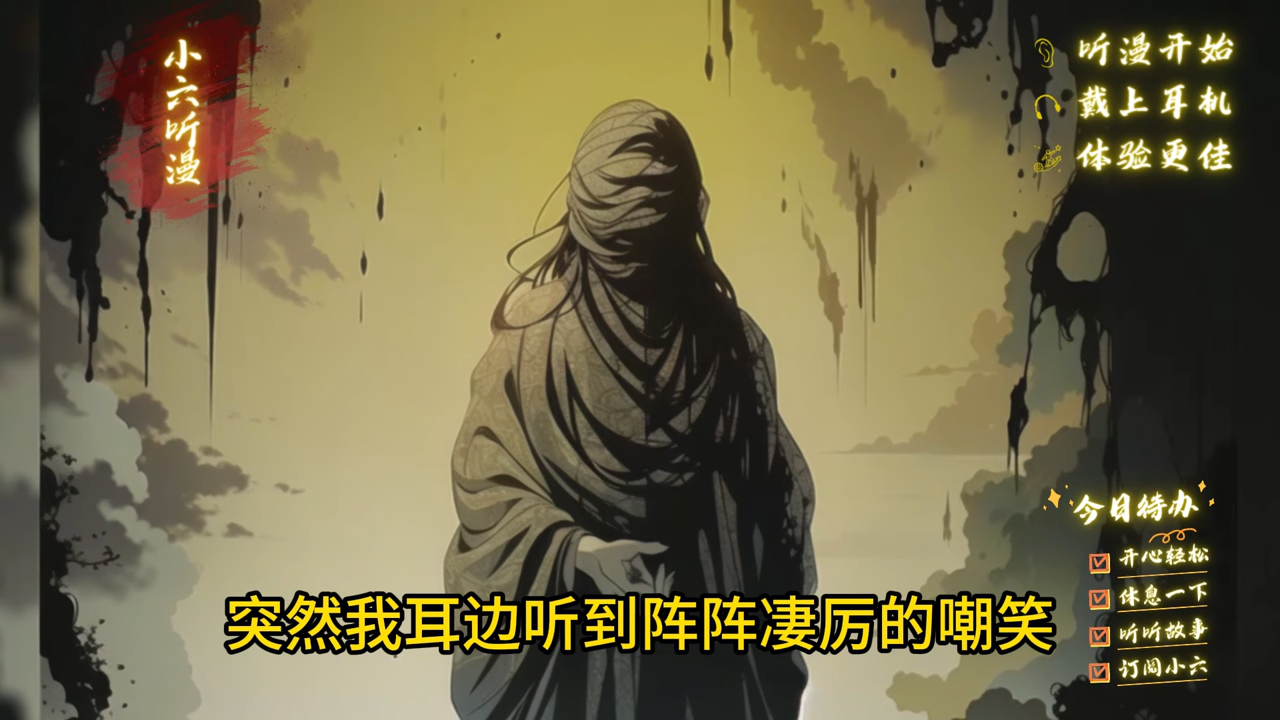 小六听漫
听漫开始
戴上耳机
体验更佳
今日待办
开心轻松
休息一下
听听故事
订阅小六
突然我耳边听到阵阵凄厉的嘲笑